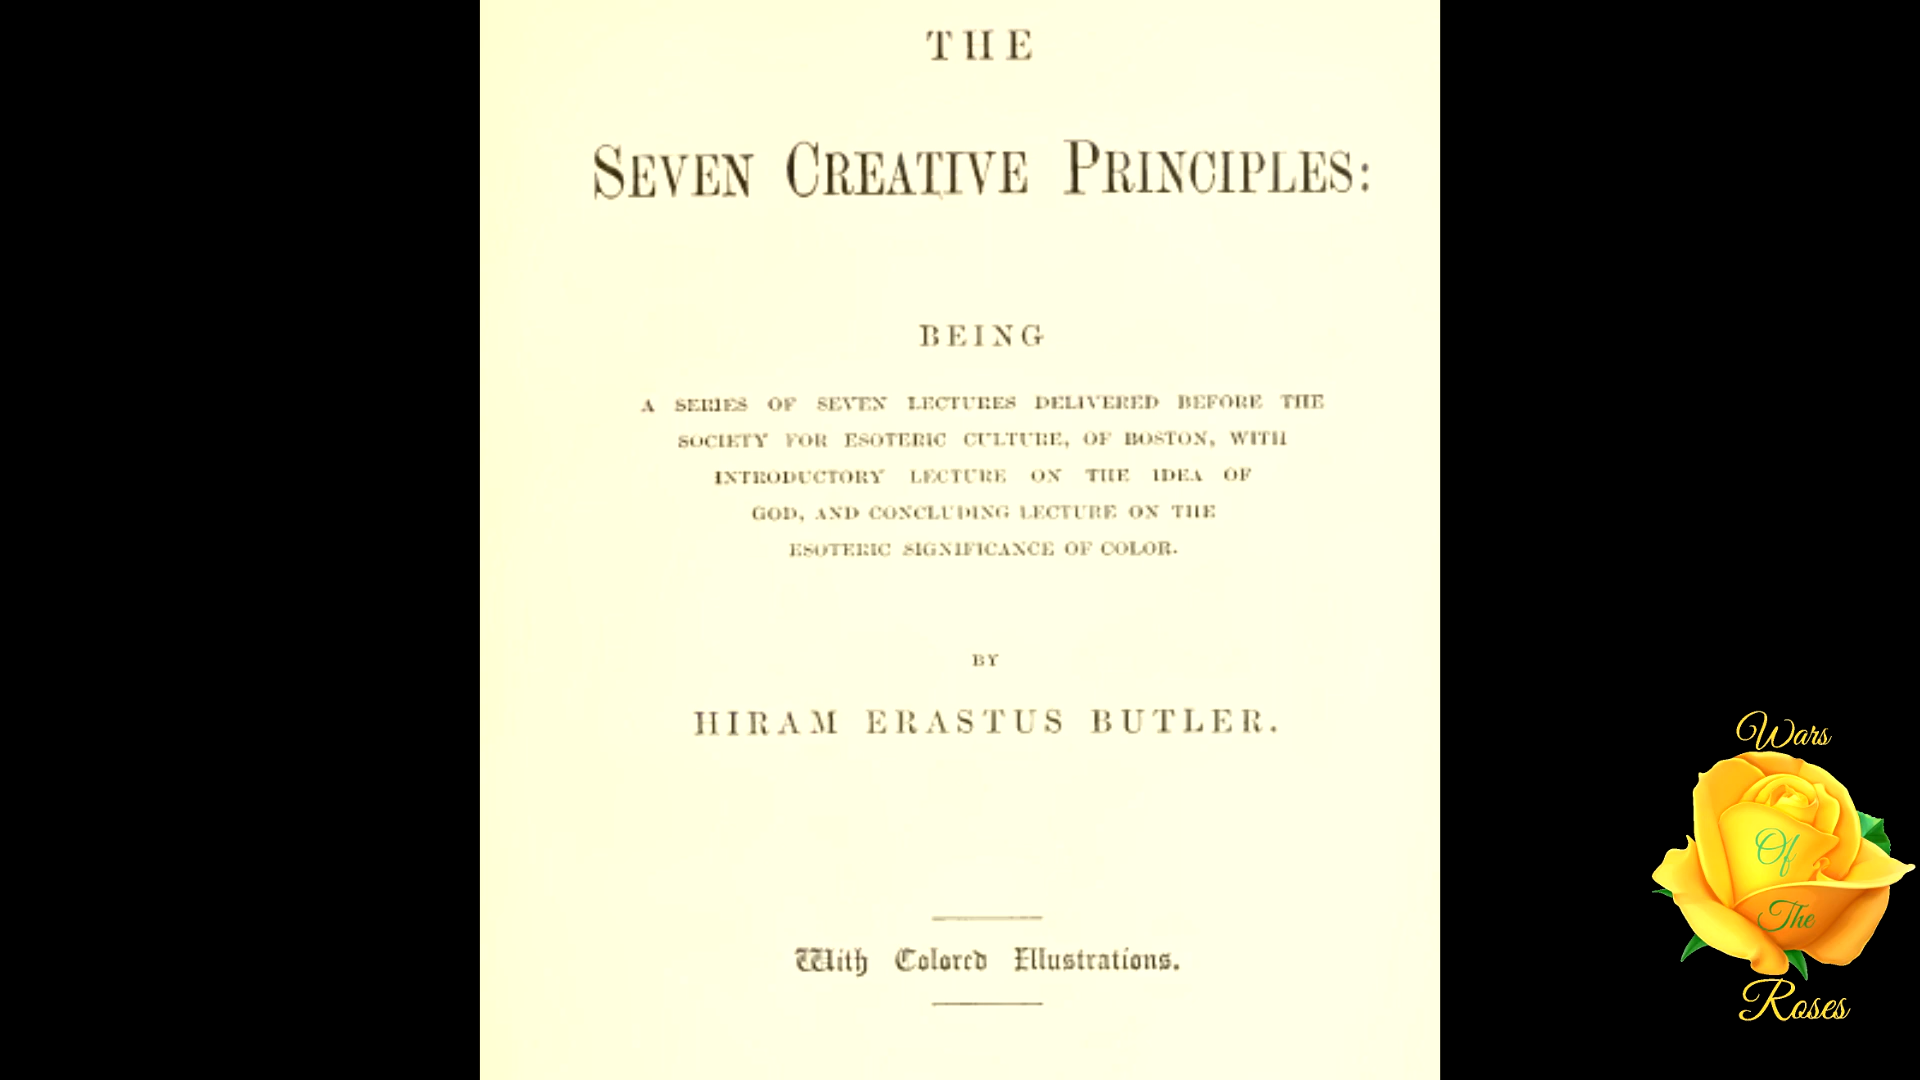 THE
SEVEN CREATIVE PRINCIPLES:
BEING
A SERIES OF SEVEN LECTURES DELIVERED BEFORE THE
SOCIETY FOR ESOTERIC CULTURE, OF BOSTON, WITH
INTRODUCTORY LECTURE ON THE IDEA OF
GOD, AND CONCLUDING LECTURE ON THE
ESOTERIC SIGNIFICANCE OF COLOR.
BY
HIRAM ERASTUS BUTLER.
With Colored Illustrations.
Wars
Of
The
Roses